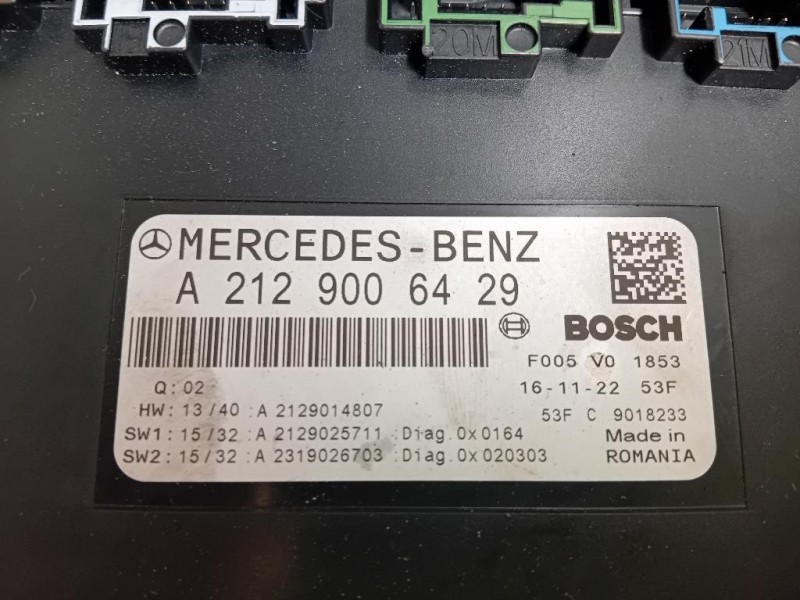 20M
21M
MERCEDES-BENZ
A 212 900 64 29
BOSCH
F005 V0 1853
Q: 02
16-11-22 53F
HW: 13/40 :A 2129014807
53F C 9018233
SW1: 15/32 :A 2129025711 :Diag.0x0164
Made in
SW2: 15/32 :A 2319026703 :Diag.0x020303
ROMANIA